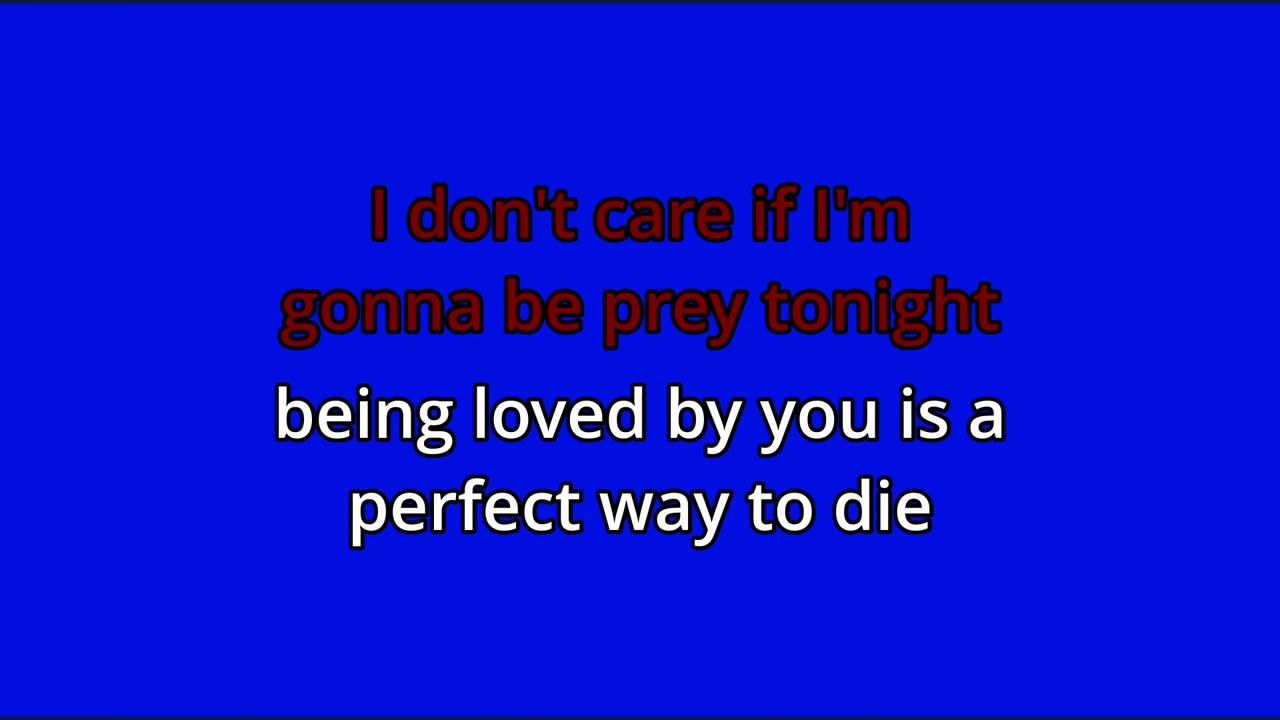 I don't care if I'm
gonna be prey tonight
being loved by you is a
perfect way to die